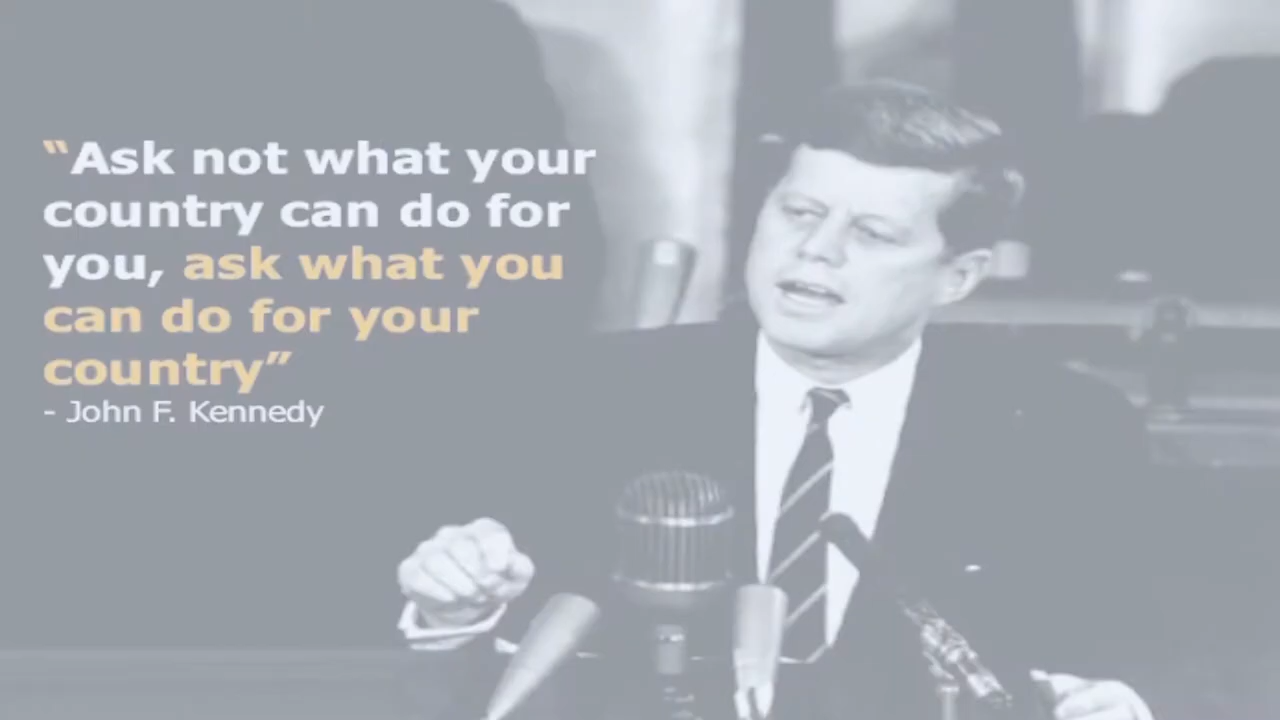 “Ask not what your
country can do for
you, ask what you
can do for your
country”
- John F. Kennedy